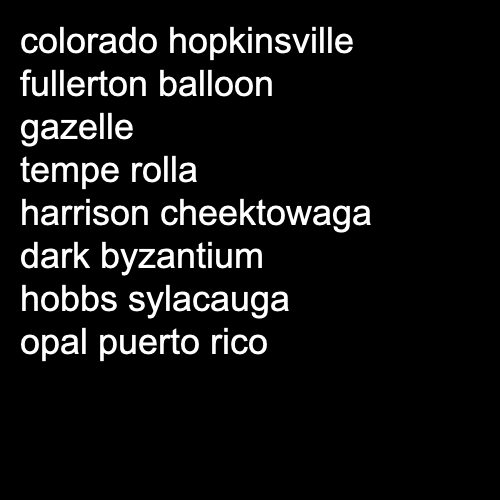 colorado hopkinsville
fullerton balloon
gazelle
tempe rolla
harrison cheektowaga
dark byzantium
hobbs sylacauga
opal puerto rico